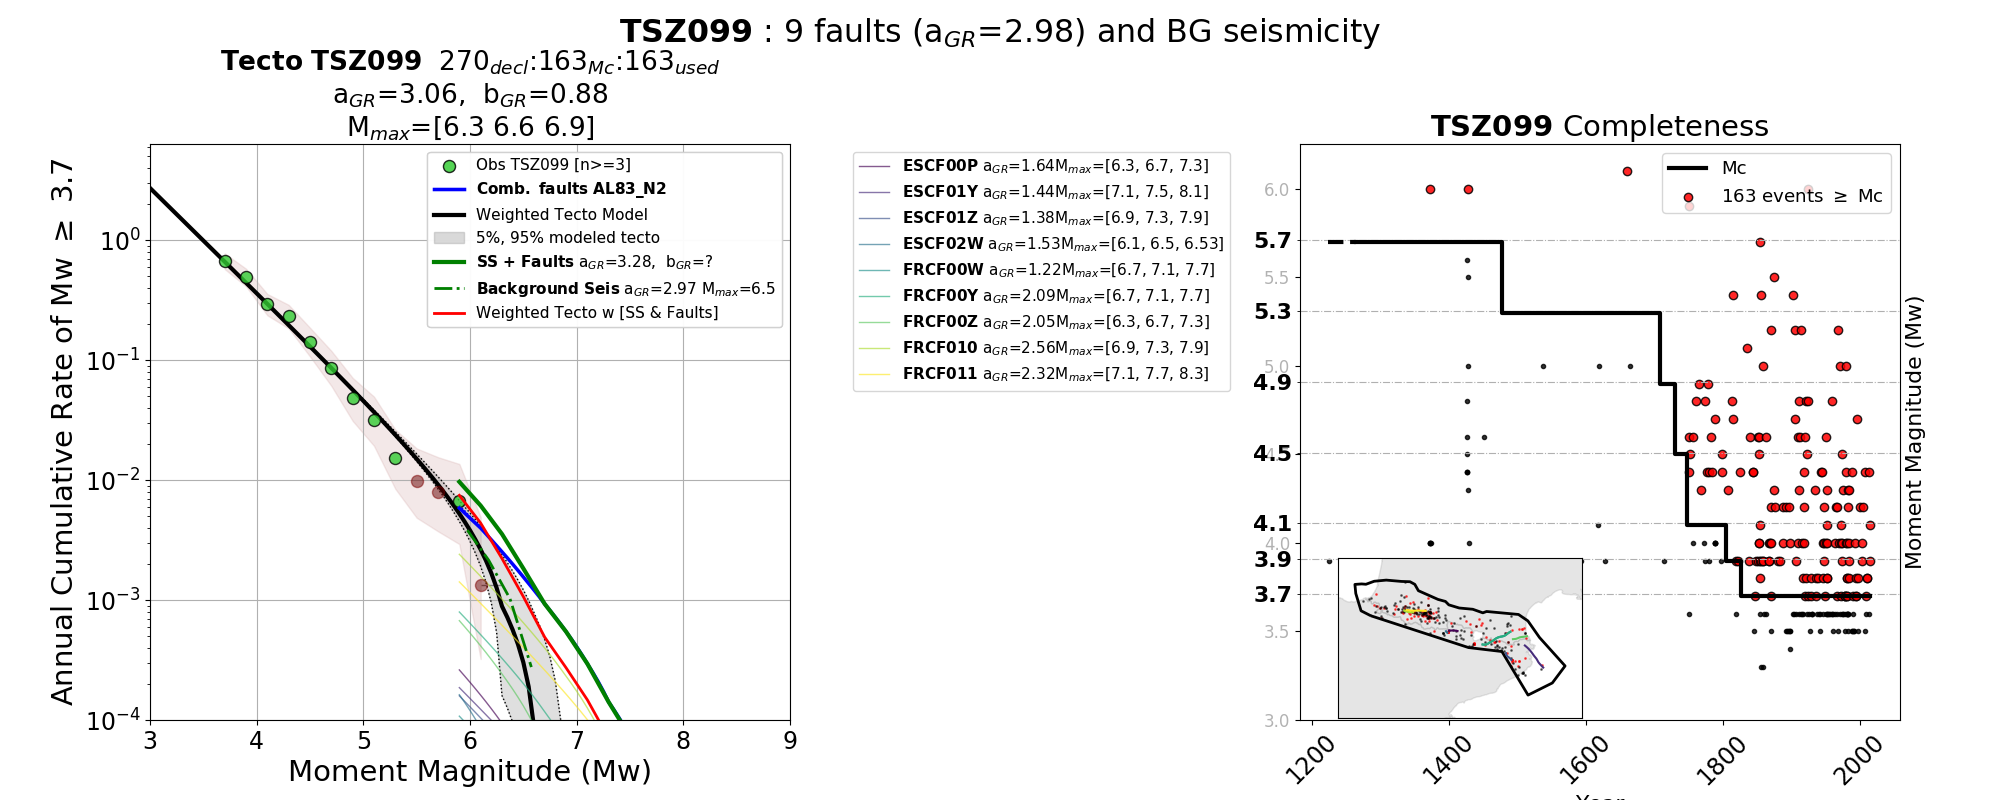 TSZ099 : 9 faults (aGR=2.98) and BG seismicity
Tecto TSZ099 270decl:163Mc:163used
aGR=3.06, bGR=0.88
Mmax=[6.3 6.6 6.9]
Annual Cumulative Rate of Mw ≥ 3.7
10^0
10^−1
10^−2
10^−3
10^−4
3 4 5 6 7 8 9
Moment Magnitude (Mw)
Obs TSZ099 [n>=3]
Comb. faults AL83_N2
Weighted Tecto Model
5%, 95% modeled tecto
SS + Faults aGR=3.28, bGR=?
Background Seis aGR=2.97 Mmax=6.5
Weighted Tecto w [SS & Faults]
ESCF00P aGR=1.64Mmax=[6.3, 6.7, 7.3]
ESCF01Y aGR=1.44Mmax=[7.1, 7.5, 8.1]
ESCF01Z aGR=1.38Mmax=[6.9, 7.3, 7.9]
ESCF02W aGR=1.53Mmax=[6.1, 6.5, 6.53]
FRCF00W aGR=1.22Mmax=[6.7, 7.1, 7.7]
FRCF00Y aGR=2.09Mmax=[6.7, 7.1, 7.7]
FRCF00Z aGR=2.05Mmax=[6.3, 6.7, 7.3]
FRCF010 aGR=2.56Mmax=[6.9, 7.3, 7.9]
FRCF011 aGR=2.32Mmax=[7.1, 7.7, 8.3]
TSZ099 Completeness
Mc
163 events ≥ Mc
6.0
5.7
5.5
5.3
5.0
4.9
4.5
4.5
4.1
4.0
3.9
3.7
3.5
3.0
1200 1400 1600 1800 2000
Year
Moment Magnitude (Mw)